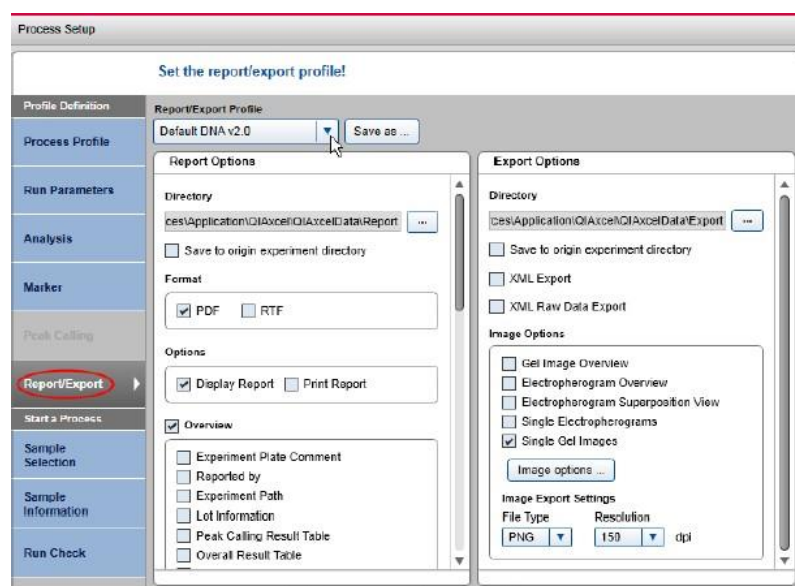 Process Setup
Set the report/export profile!
Profile Definition
Process Profile
Run Parameters
Analysis
Marker
Peak Calling
Report/Export
Start a Process
Sample
Selection
Sample
Information
Run Check
Report/Export Profile
Default DNA v2.0
Save as ...
Report Options
Directory
ces\Application\QIAxcel\QIAxcelData\Report
...
Save to origin experiment directory
Format
PDF RTF
Options
Display Report Print Report
Overview
Experiment Plate Comment
Reported by
Experiment Path
Lot Information
Peak Calling Result Table
Overall Result Table
Export Options
Directory
ces\Application\QIAxcel\QIAxcelData\Export
...
Save to origin experiment directory
XML Export
XML Raw Data Export
Image Options
Gel Image Overview
Electropherogram Overview
Electropherogram Superposition View
Single Electropherograms
Single Gel Images
Image options ...
Image Export Settings
File Type Resolution
PNG 150 dpi